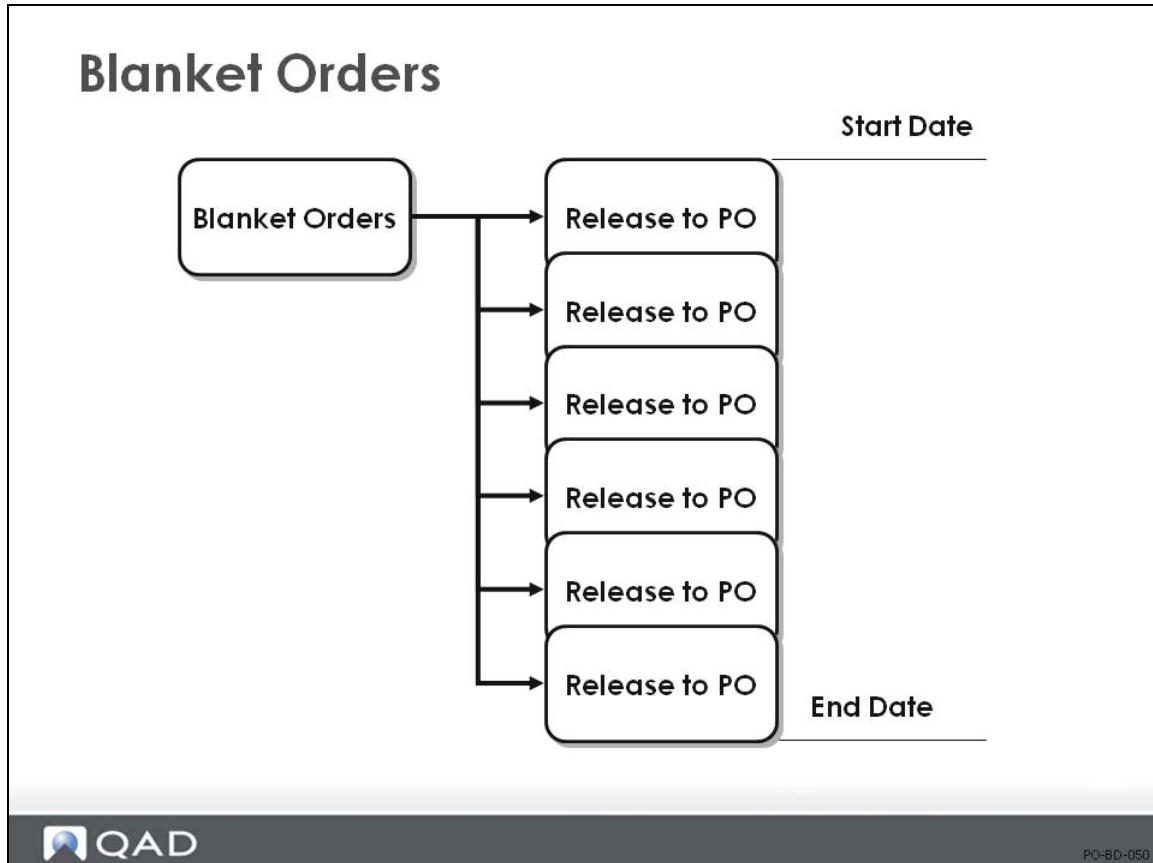 Blanket Orders
Start Date
Blanket Orders
Release to PO
Release to PO
Release to PO
Release to PO
Release to PO
Release to PO
End Date
QAD
PO-BD-050